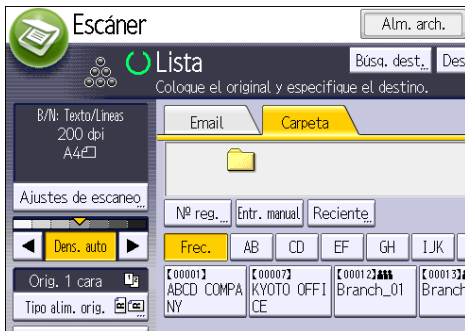 Escáner
Alm. arch.
Lista
Búsq. dest.
Des
Coloque el original y especifique el destino.
B/N: Texto/Líneas
200 dpi
A4
Email
Carpeta
Ajustes de escaneo
Nº reg.
Entr. manual
Reciente
Dens. auto
Frec.
AB
CD
EF
GH
IJK
Orig. 1 cara
Tipo alim. orig.
【00001】
ABCD COMPA
NY
【00007】
KYOTO OFFI
CE
【00012】
Branch_01
【00013】
Branch